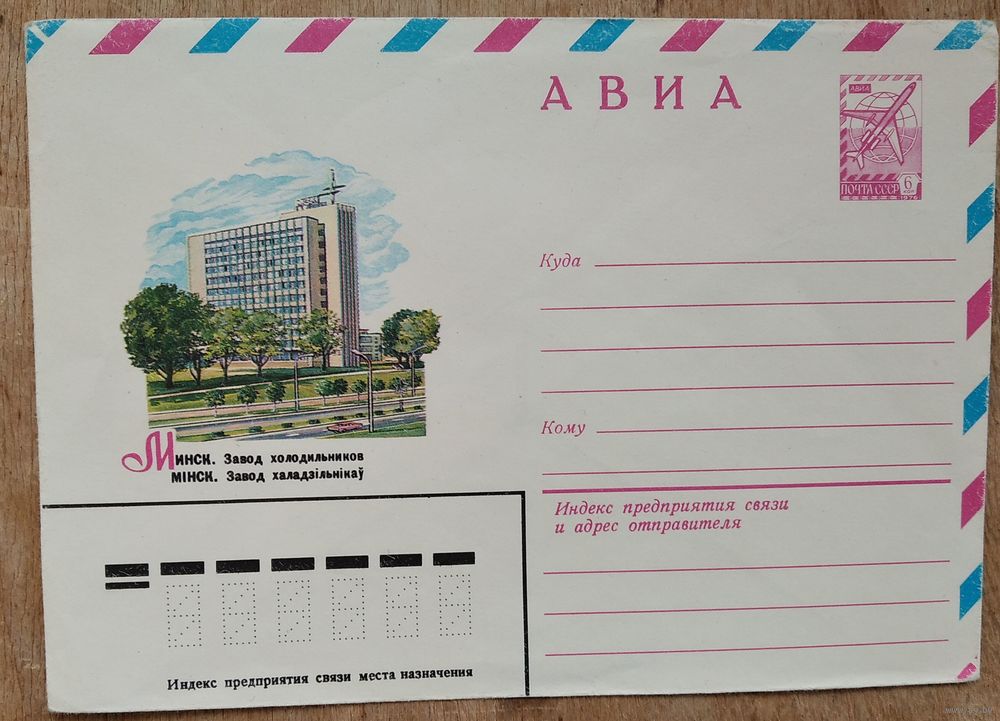 АВИА
АВИА
ПОЧТА СССР 6 КОП
1976
Куда
Кому
Минск. Завод холодильников
МІНСК. Завод халадзільнікаў
Индекс предприятия связи
и адрес отправителя
Индекс предприятия связи места назначения